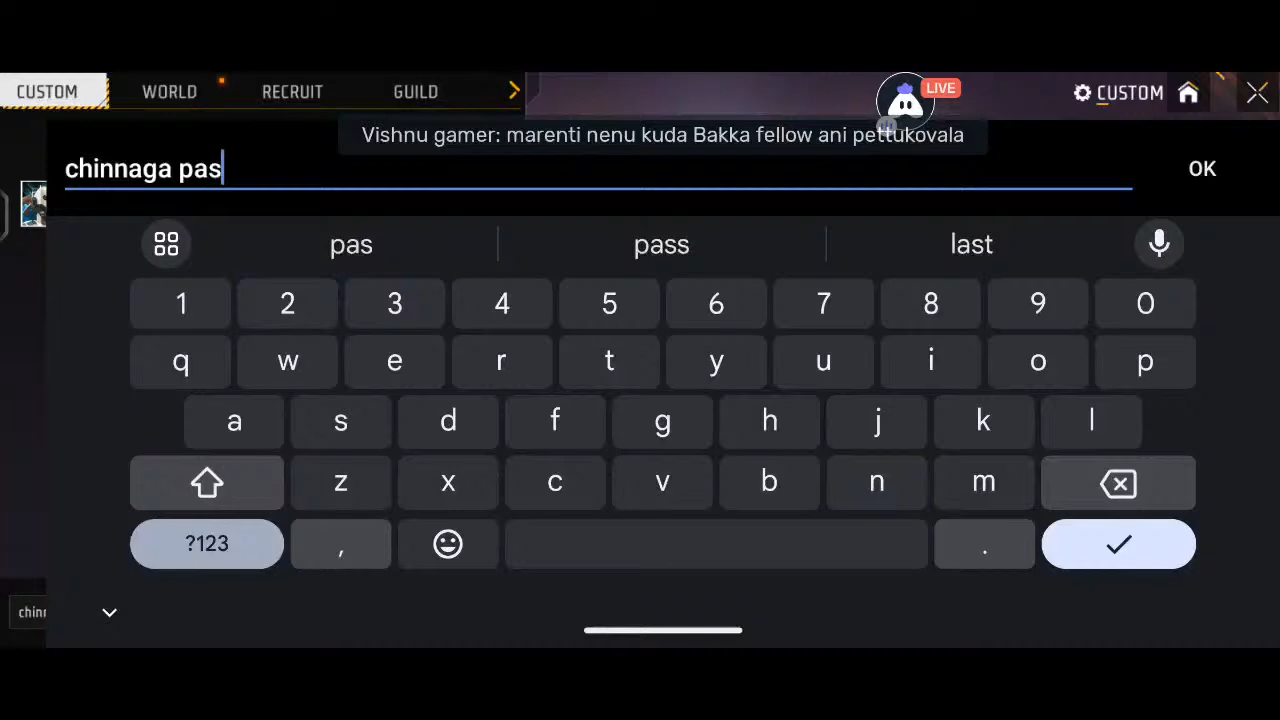 CUSTOM WORLD RECRUIT GUILD LIVE CUSTOM
Vishnu gamer: marenti nenu kuda Bakka fellow ani pettukovala
chinnaga pas OK
pas pass last
1 2 3 4 5 6 7 8 9 0
q w e r t y u i o p
a s d f g h j k l
z x c v b n m
?123 , .
chinn